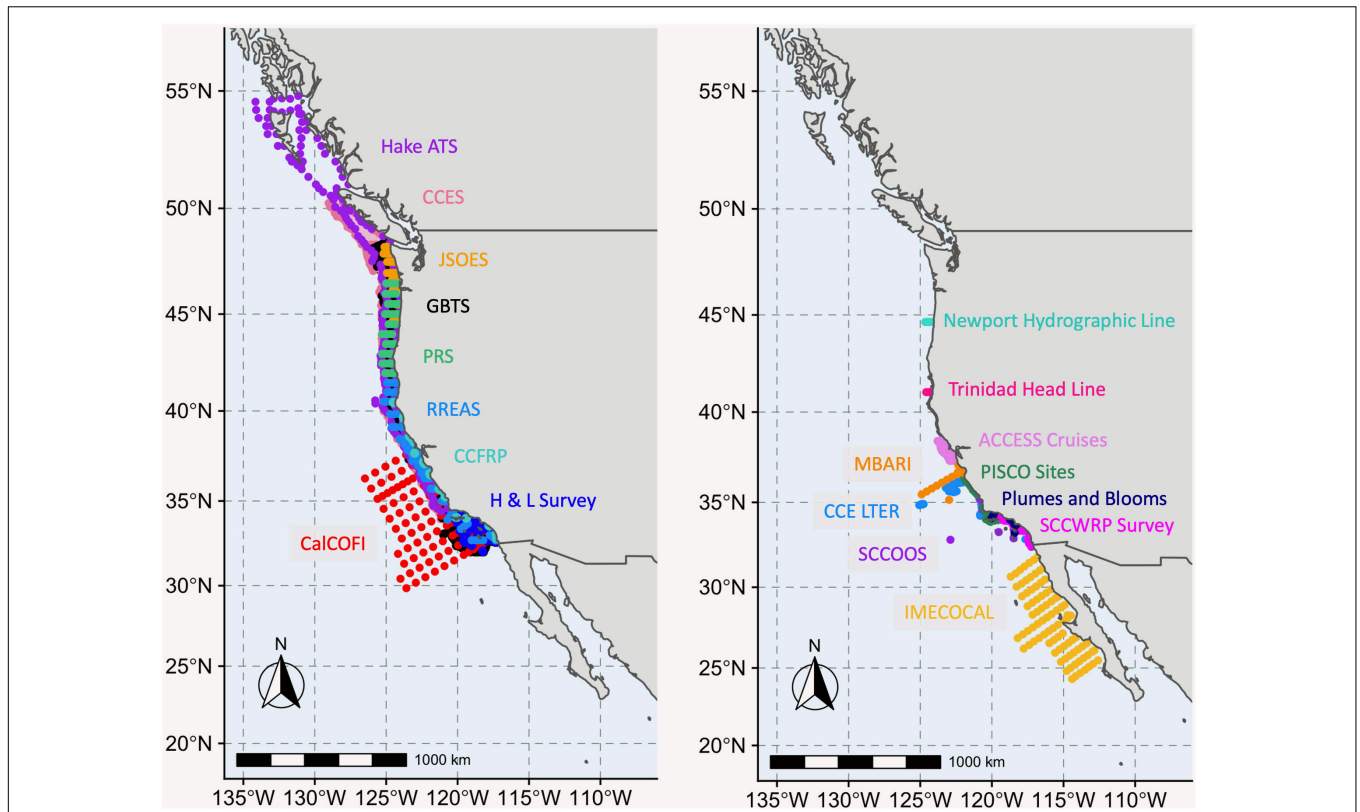 55°N
50°N
45°N
40°N
35°N
30°N
25°N
20°N
Hake ATS
CCES
JSOES
GBTS
PRS
RREAS
CCFRP
H & L Survey
CalCOFI
N
1000 km
135°W 130°W 125°W 120°W 115°W 110°W
55°N
50°N
45°N
40°N
35°N
30°N
25°N
20°N
Newport Hydrographic Line
Trinidad Head Line
ACCESS Cruises
MBARI
PISCO Sites
Plumes and Blooms
CCE LTER
SCCWRP Survey
SCCOOS
IMECOCAL
N
1000 km
135°W 130°W 125°W 120°W 115°W 110°W